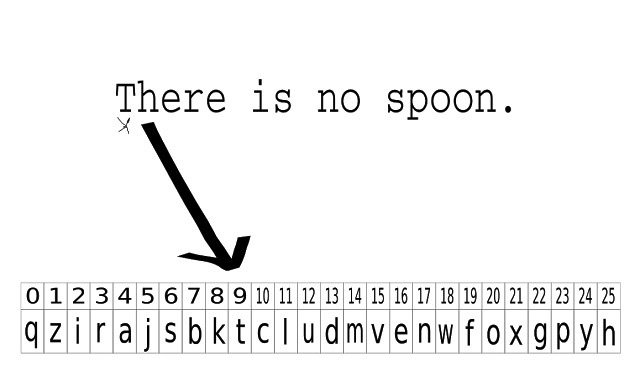 There is no spoon.
0 1 2 3 4 5 6 7 8 9 10 11 12 13 14 15 16 17 18 19 20 21 22 23 24 25
q z i r a j s b k t c l u d m v e n w f o x g p y h